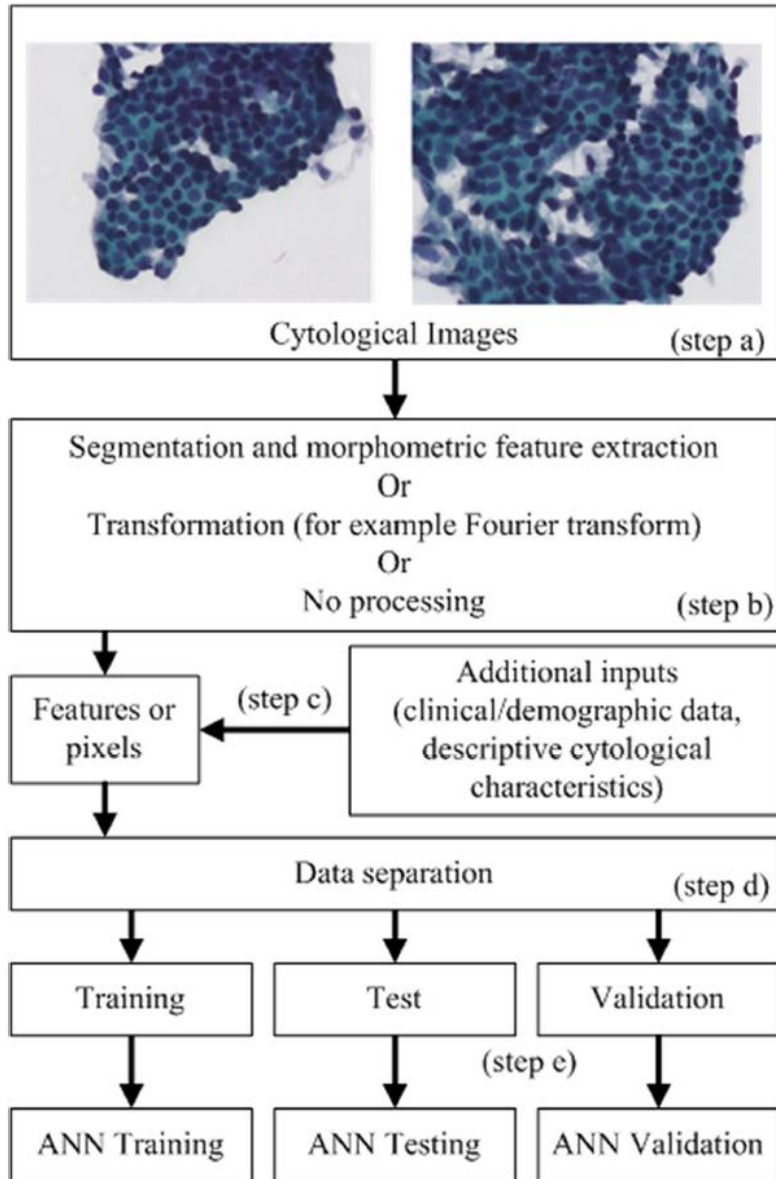 Cytological Images
(step a)
Segmentation and morphometric feature extraction
Or
Transformation (for example Fourier transform)
Or
No processing
(step b)
Features or
pixels
(step c)
Additional inputs
(clinical/demographic data,
descriptive cytological
characteristics)
Data separation
(step d)
Training
Test
Validation
(step e)
ANN Training
ANN Testing
ANN Validation